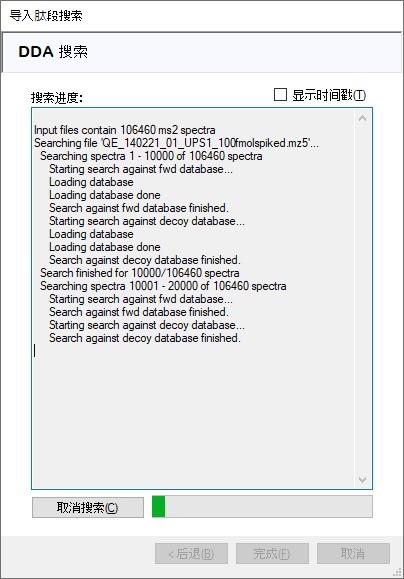 导入肽段搜索
DDA 搜索
搜索进度:
显示时间戳(T)
Input files contain 106460 ms2 spectra
Searching file 'QE_140221_01_UPS1_100fmolspiked.mz5'...
Searching spectra 1 - 10000 of 106460 spectra
Starting search against fwd database...
Loading database
Loading database done
Search against fwd database finished.
Starting search against decoy database...
Loading database
Loading database done
Search against decoy database finished.
Search finished for 10000/106460 spectra
Searching spectra 10001 - 20000 of 106460 spectra
Starting search against fwd database...
Search against fwd database finished.
Starting search against decoy database...
Search against decoy database finished.
取消搜索(C)
< 后退(B)
完成(F)
取消